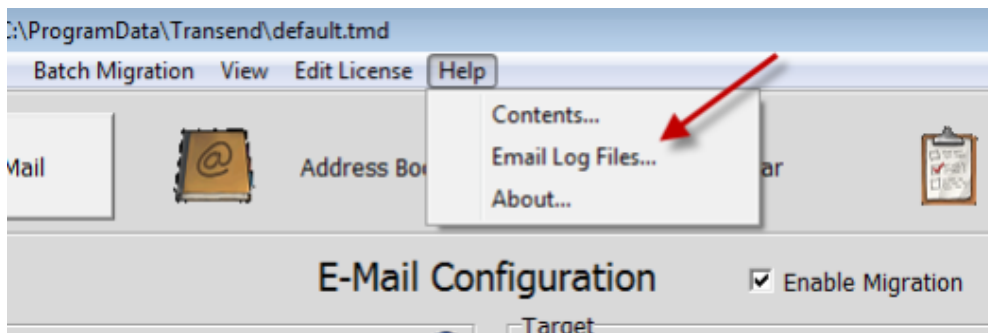 :\ProgramData\Transend\default.tmd
Batch Migration View Edit License Help
Contents...
Mail
Address Bo
Email Log Files...
ar
About...
E-Mail Configuration
Enable Migration
Target